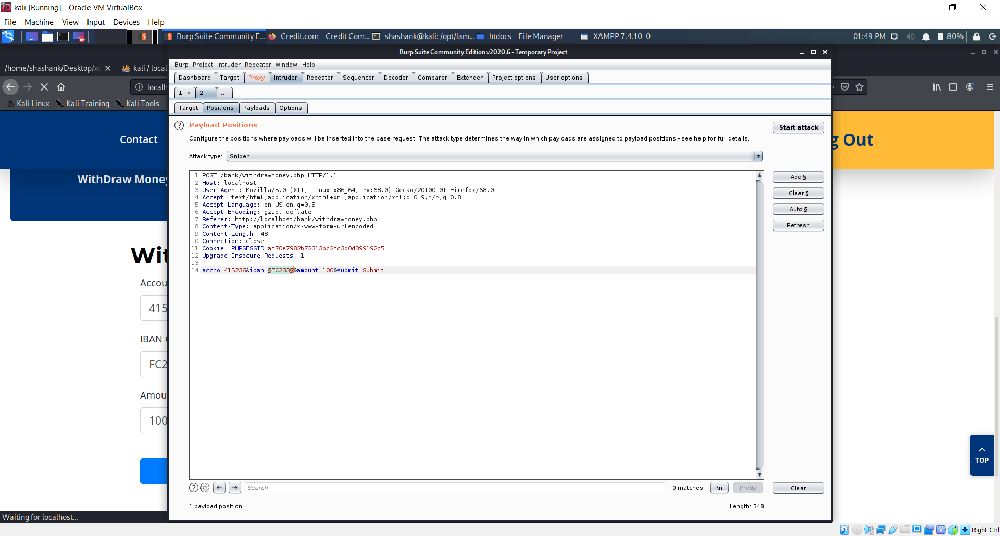 kali [Running] - Oracle VM VirtualBox
File Machine View Input Devices Help
Burp Suite Community E... Credit.com - Credit Com... shashank@kali: /opt/lam... htdocs - File Manager XAMPP 7.4.10-0 01:49 PM 80%
Burp Suite Community Edition v2020.6 - Temporary Project
/home/shashank/Desktop/xs kali / local
Burp Project Intruder Repeater Window Help
Dashboard Target Proxy Intruder Repeater Sequencer Decoder Comparer Extender Project options User options
localh
1 × 2 × ...
Kali Linux Kali Training Kali Tools
Target Positions Payloads Options
? Payload Positions
Start attack
Configure the positions where payloads will be inserted into the base request. The attack type determines the way in which payloads are assigned to payload positions - see help for full details.
Contact
g Out
Attack type: Sniper
WithDraw Money
1 POST /bank/withdrawmoney.php HTTP/1.1
2 Host: localhost
3 User-Agent: Mozilla/5.0 (X11; Linux x86_64; rv:68.0) Gecko/20100101 Firefox/68.0
4 Accept: text/html,application/xhtml+xml,application/xml;q=0.9,*/*;q=0.8
5 Accept-Language: en-US,en;q=0.5
6 Accept-Encoding: gzip, deflate
7 Referer: http://localhost/bank/withdrawmoney.php
8 Content-Type: application/x-www-form-urlencoded
9 Content-Length: 48
10 Connection: close
11 Cookie: PHPSESSID=af70e7982b72313bc2fc3d0d399192c5
12 Upgrade-Insecure-Requests: 1
13
14 accno=415236&iban=§FC233§&amount=100&submit=Submit
Add §
Clear §
Auto §
Refresh
Wit
Accou
415
IBAN
FC2
Amou
100
TOP
? Search... 0 matches \n Pretty Clear
1 payload position Length: 548
Waiting for localhost...
Right Ctrl